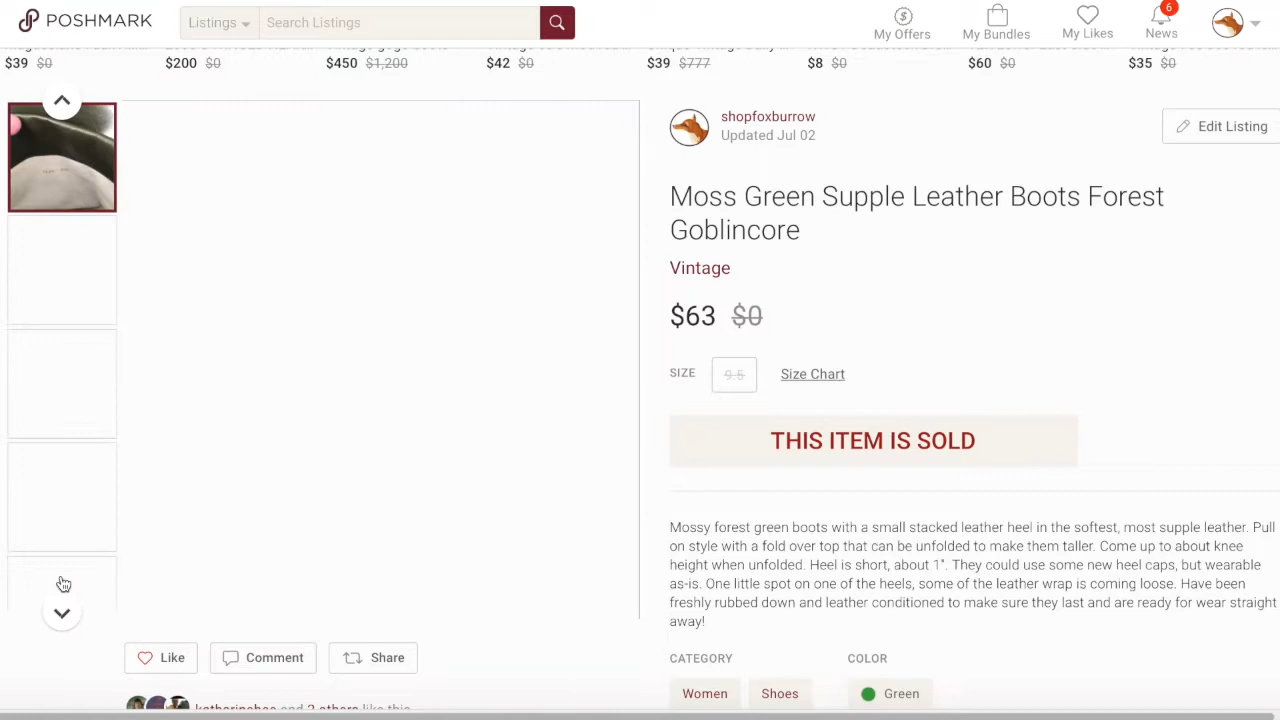 POSHMARK
Listings
Search Listings
My Offers
My Bundles
My Likes
6
News
$39 $0
$200 $0
$450 $1,200
$42 $0
$39 $777
$8 $0
$60 $0
$35 $0
shopfoxburrow
Updated Jul 02
Edit Listing
Moss Green Supple Leather Boots Forest
Goblincore
Vintage
$63 $0
SIZE
9.5
Size Chart
THIS ITEM IS SOLD
Mossy forest green boots with a small stacked leather heel in the softest, most supple leather. Pull
on style with a fold over top that can be unfolded to make them taller. Come up to about knee
height when unfolded. Heel is short, about 1". They could use some new heel caps, but wearable
as-is. One little spot on one of the heels, some of the leather wrap is coming loose. Have been
freshly rubbed down and leather conditioned to make sure they last and are ready for wear straight
away!
Like
Comment
Share
CATEGORY
COLOR
Women
Shoes
Green
and 2 others like this